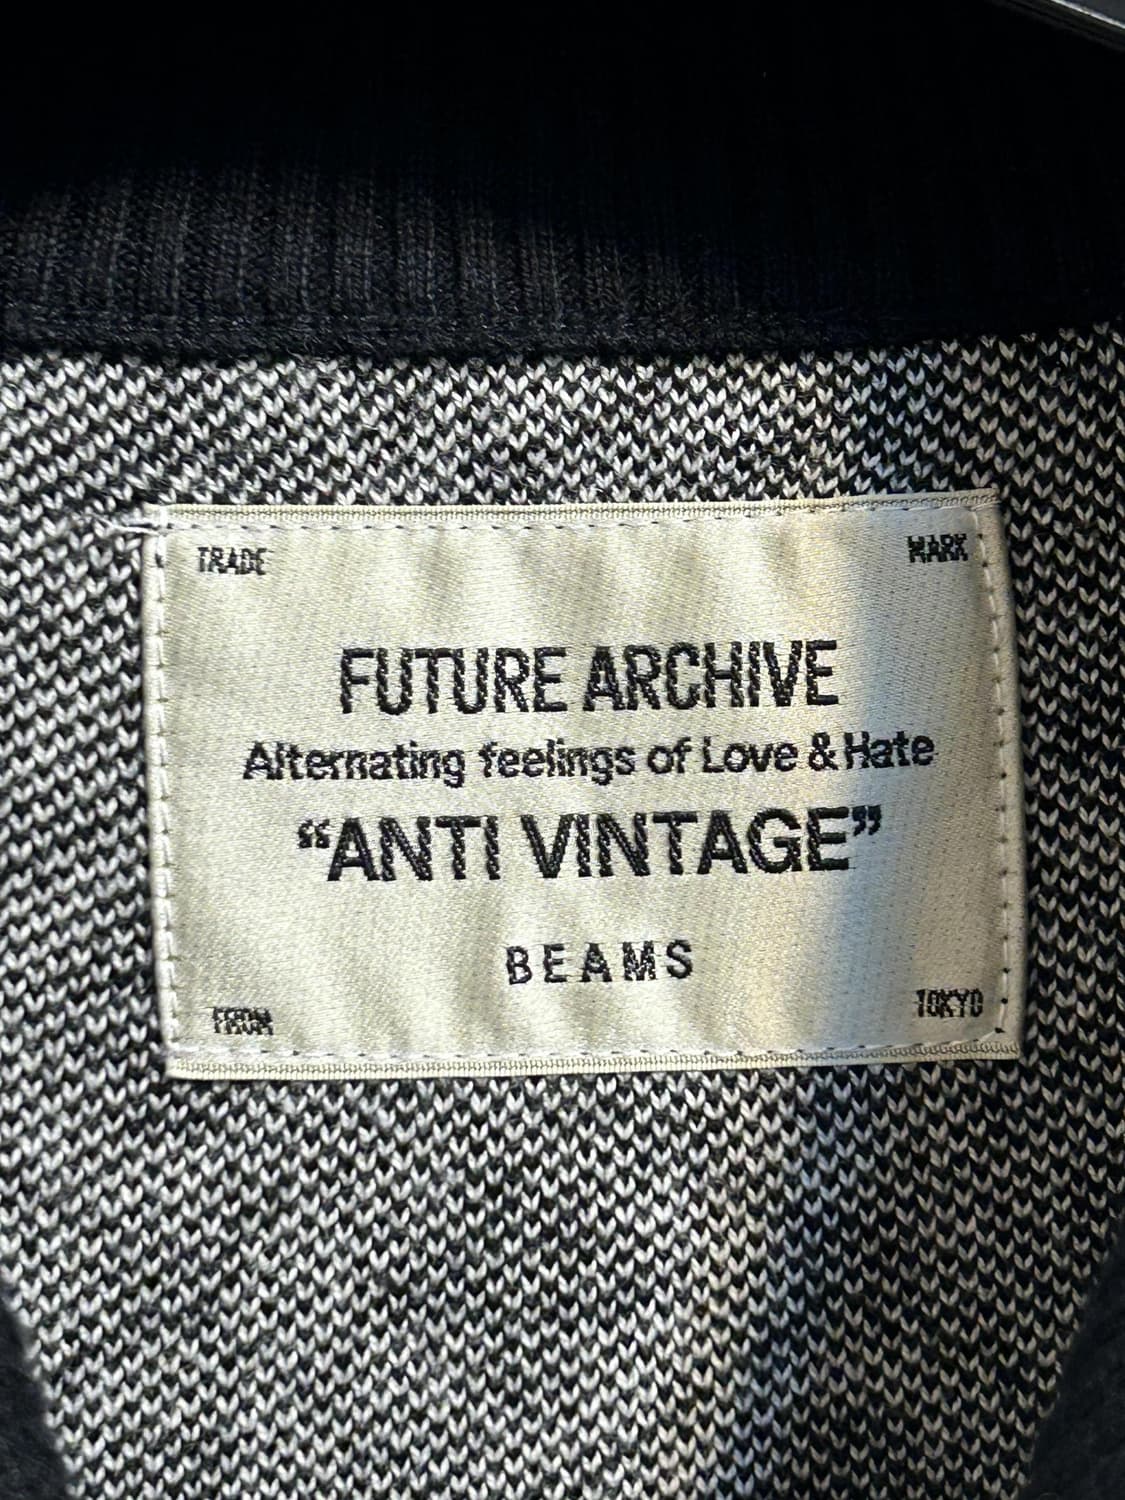 TRADE MARK
FUTURE ARCHIVE
Alternating feelings of Love & Hate
“ANTI VINTAGE”
BEAMS
FROM TOKYO